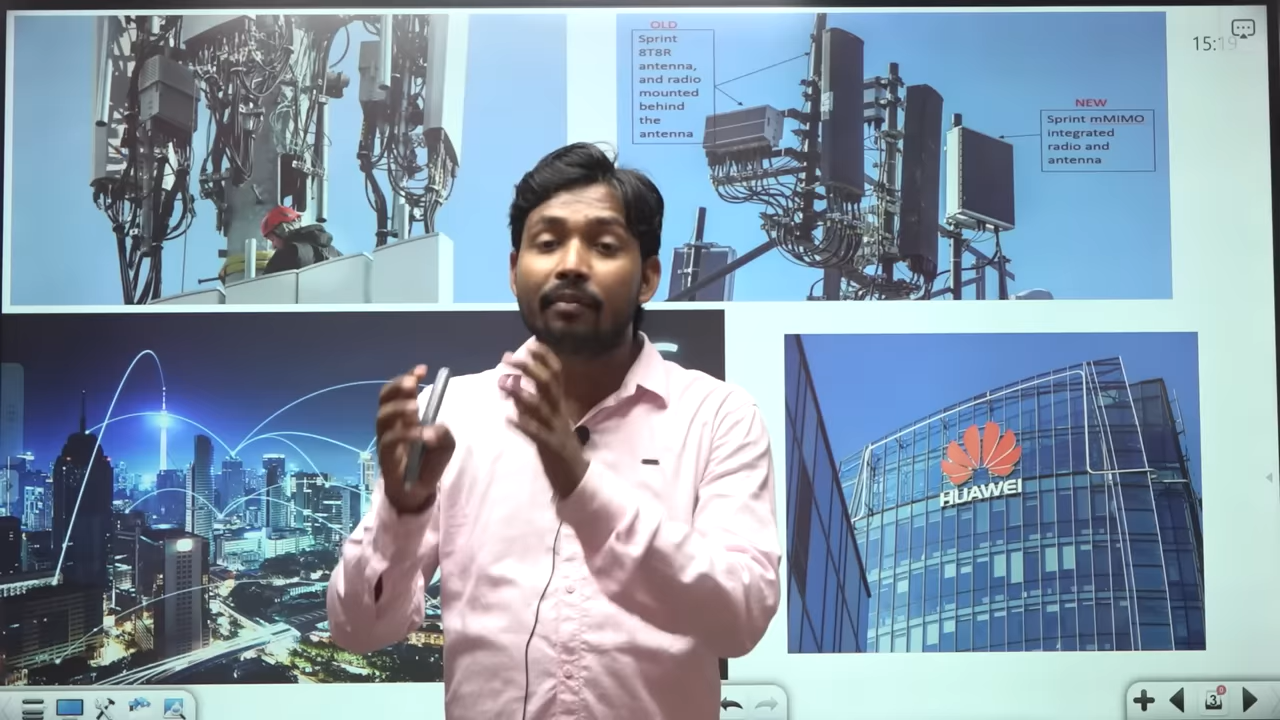 OLD
Sprint
8T8R
antenna,
and radio
mounted
behind
the
antenna
15:19
NEW
Sprint mMIMO
integrated
radio and
antenna
HUAWEI
3